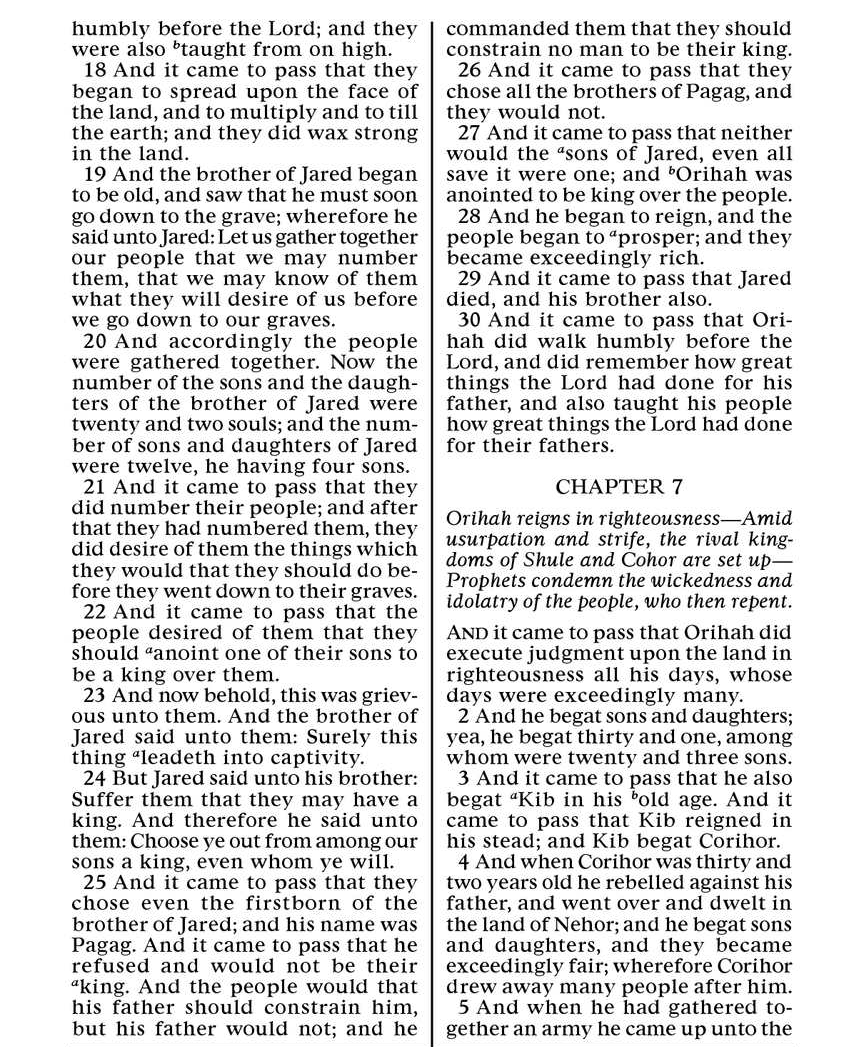 humbly before the Lord; and they
were also ᵇtaught from on high.
18 And it came to pass that they
began to spread upon the face of
the land, and to multiply and to till
the earth; and they did wax strong
in the land.
19 And the brother of Jared began
to be old, and saw that he must soon
go down to the grave; wherefore he
said unto Jared: Let us gather together
our people that we may number
them, that we may know of them
what they will desire of us before
we go down to our graves.
20 And accordingly the people
were gathered together. Now the
number of the sons and the daugh-
ters of the brother of Jared were
twenty and two souls; and the num-
ber of sons and daughters of Jared
were twelve, he having four sons.
21 And it came to pass that they
did number their people; and after
that they had numbered them, they
did desire of them the things which
they would that they should do be-
fore they went down to their graves.
22 And it came to pass that the
people desired of them that they
should ᵃanoint one of their sons to
be a king over them.
23 And now behold, this was griev-
ous unto them. And the brother of
Jared said unto them: Surely this
thing ᵃleadeth into captivity.
24 But Jared said unto his brother:
Suffer them that they may have a
king. And therefore he said unto
them: Choose ye out from among our
sons a king, even whom ye will.
25 And it came to pass that they
chose even the firstborn of the
brother of Jared; and his name was
Pagag. And it came to pass that he
refused and would not be their
ᵃking. And the people would that
his father should constrain him,
but his father would not; and he
commanded them that they should
constrain no man to be their king.
26 And it came to pass that they
chose all the brothers of Pagag, and
they would not.
27 And it came to pass that neither
would the ᵃsons of Jared, even all
save it were one; and ᵇOrihah was
anointed to be king over the people.
28 And he began to reign, and the
people began to ᵃprosper; and they
became exceedingly rich.
29 And it came to pass that Jared
died, and his brother also.
30 And it came to pass that Ori-
hah did walk humbly before the
Lord, and did remember how great
things the Lord had done for his
father, and also taught his people
how great things the Lord had done
for their fathers.
CHAPTER 7
Orihah reigns in righteousness—Amid
usurpation and strife, the rival king-
doms of Shule and Cohor are set up—
Prophets condemn the wickedness and
idolatry of the people, who then repent.
AND it came to pass that Orihah did
execute judgment upon the land in
righteousness all his days, whose
days were exceedingly many.
2 And he begat sons and daughters;
yea, he begat thirty and one, among
whom were twenty and three sons.
3 And it came to pass that he also
begat ᵃKib in his ᵇold age. And it
came to pass that Kib reigned in
his stead; and Kib begat Corihor.
4 And when Corihor was thirty and
two years old he rebelled against his
father, and went over and dwelt in
the land of Nehor; and he begat sons
and daughters, and they became
exceedingly fair; wherefore Corihor
drew away many people after him.
5 And when he had gathered to-
gether an army he came up unto the